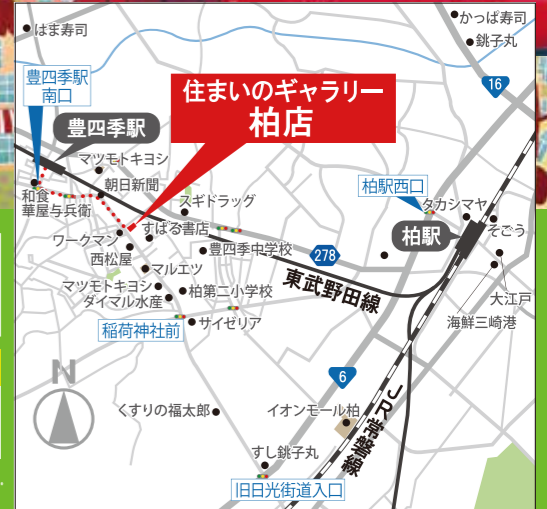 はま寿司
かっぱ寿司
銚子丸
16
豊四季駅
南口
住まいのギャラリー
柏店
豊四季駅
マツモトキヨシ
朝日新聞
和食
華屋与兵衛
スギドラッグ
柏駅西口
タカシマヤ
そごう
柏駅
ワークマン
すばる書店
西松屋
豊四季中学校
278
東武野田線
マルエツ
マツモトキヨシ
ダイマル水産
柏第二小学校
大江戸
海鮮三崎港
稲荷神社前
サイゼリア
N
6
JR常磐線
くすりの福太郎
イオンモール柏
すし銚子丸
旧日光街道入口